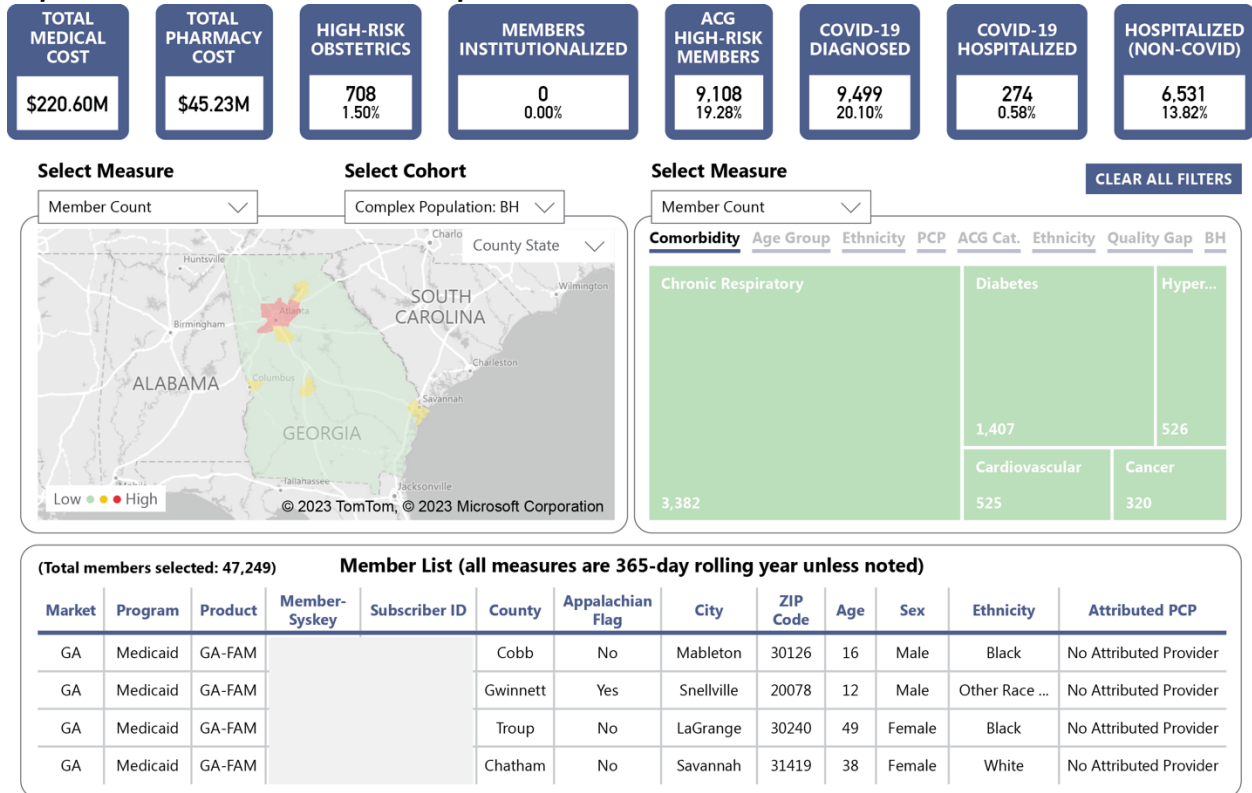 TOTAL
MEDICAL
COST
$220.60M
TOTAL
PHARMACY
COST
$45.23M
HIGH-RISK
OBSTETRICS
708
1.50%
MEMBERS
INSTITUTIONALIZED
0
0.00%
ACG
HIGH-RISK
MEMBERS
9,108
19.28%
COVID-19
DIAGNOSED
9,499
20.10%
COVID-19
HOSPITALIZED
274
0.58%
HOSPITALIZED
(NON-COVID)
6,531
13.82%
Select Measure
Member Count
Select Cohort
Complex Population: BH
Select Measure
Member Count
CLEAR ALL FILTERS
County State
Charlo
Huntsville
Wilmington
SOUTH
CAROLINA
Atlanta
Birmingham
Charleston
ALABAMA
Columbus
Savannah
GEORGIA
Tallahassee
Jacksonville
Low High
© 2023 TomTom, © 2023 Microsoft Corporation
Comorbidity Age Group Ethnicity PCP ACG Cat. Ethnicity Quality Gap BH
Chronic Respiratory
3,382
Diabetes
1,407
Hyper...
526
Cardiovascular
525
Cancer
320
(Total members selected: 47,249) Member List (all measures are 365-day rolling year unless noted)
Market Program Product Member-Syskey Subscriber ID County Appalachian Flag City ZIP Code Age Sex Ethnicity Attributed PCP
GA Medicaid GA-FAM Cobb No Mableton 30126 16 Male Black No Attributed Provider
GA Medicaid GA-FAM Gwinnett Yes Snellville 20078 12 Male Other Race ... No Attributed Provider
GA Medicaid GA-FAM Troup No LaGrange 30240 49 Female Black No Attributed Provider
GA Medicaid GA-FAM Chatham No Savannah 31419 38 Female White No Attributed Provider